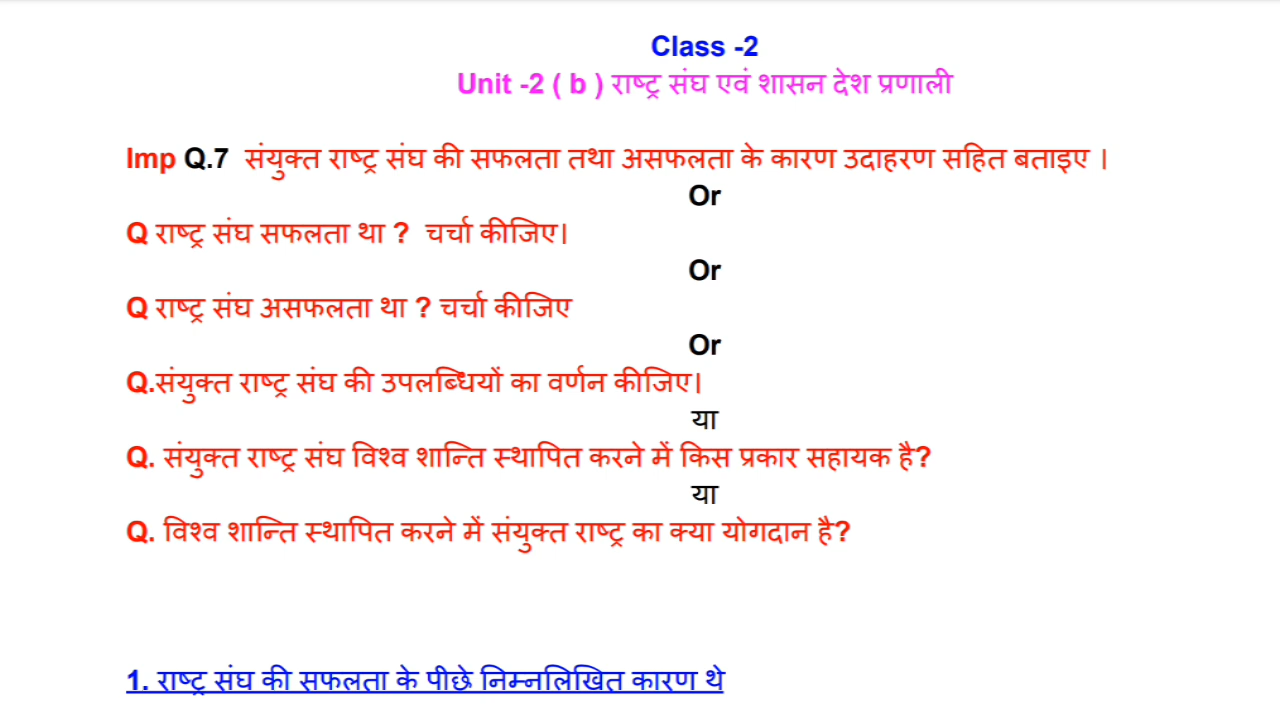 Class -2
Unit -2 ( b ) राष्ट्र संघ एवं शासन देश प्रणाली
Imp Q.7 संयुक्त राष्ट्र संघ की सफलता तथा असफलता के कारण उदाहरण सहित बताइए ।
Or
Q राष्ट्र संघ सफलता था ? चर्चा कीजिए।
Or
Q राष्ट्र संघ असफलता था ? चर्चा कीजिए
Or
Q.संयुक्त राष्ट्र संघ की उपलब्धियों का वर्णन कीजिए।
या
Q. संयुक्त राष्ट्र संघ विश्व शान्ति स्थापित करने में किस प्रकार सहायक है?
या
Q. विश्व शान्ति स्थापित करने में संयुक्त राष्ट्र का क्या योगदान है?
1. राष्ट्र संघ की सफलता के पीछे निम्नलिखित कारण थे